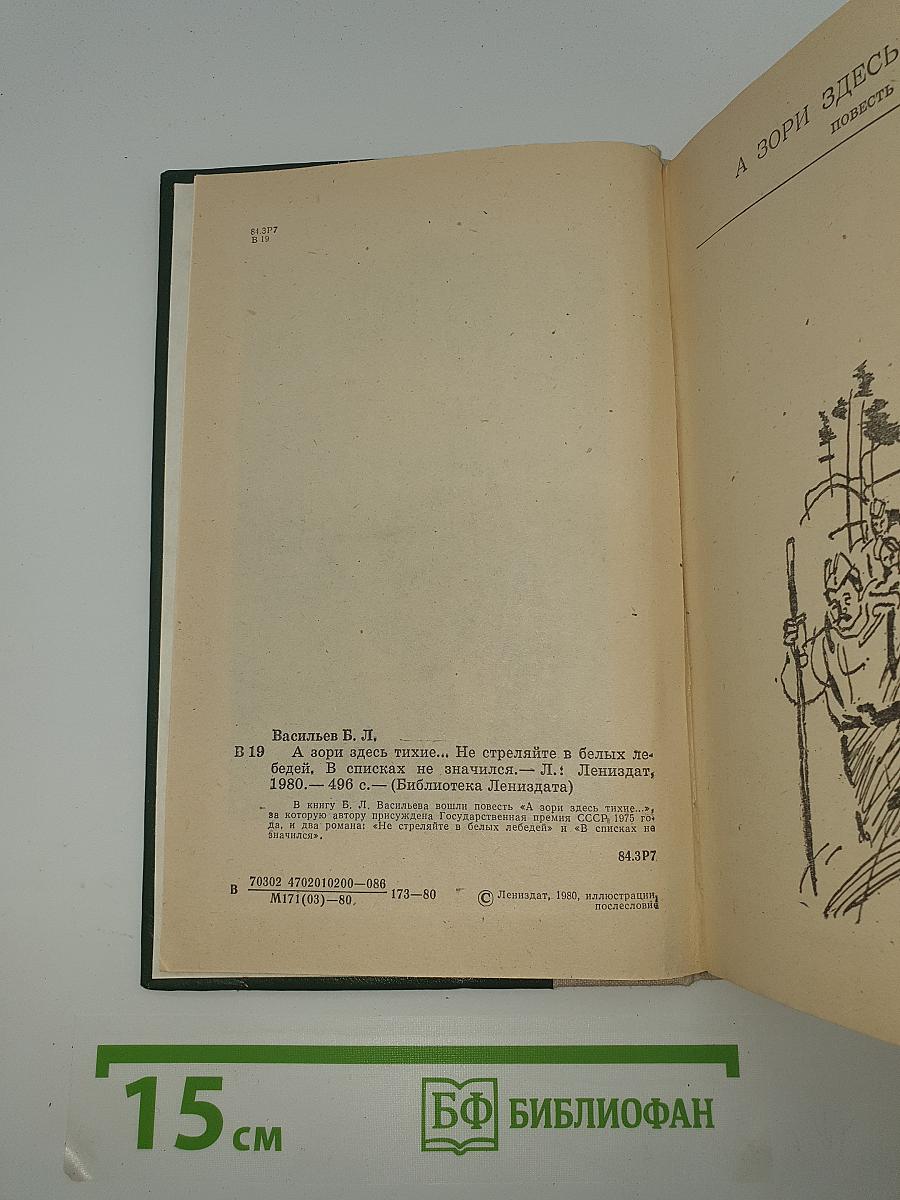 84.3Р7
В 19
Васильев Б. Л.
В 19 А зори здесь тихие... Не стреляйте в белых ле-
бедей. В списках не значился.— Л.: Лениздат,
1980.— 496 с.— (Библиотека Лениздата)
В книгу Б. Л. Васильева вошли повесть «А зори здесь тихие...»,
за которую автору присуждена Государственная премия СССР 1975 го-
да, и два романа: «Не стреляйте в белых лебедей» и «В списках не
значился».
84.3Р7
В 70302 4702010200—086
М171(03)—80 173—80
© Лениздат, 1980, иллюстрации,
послесловие
А ЗОРИ ЗДЕСЬ
ПОВЕСТЬ
15 см
БФ БИБЛИОФАН